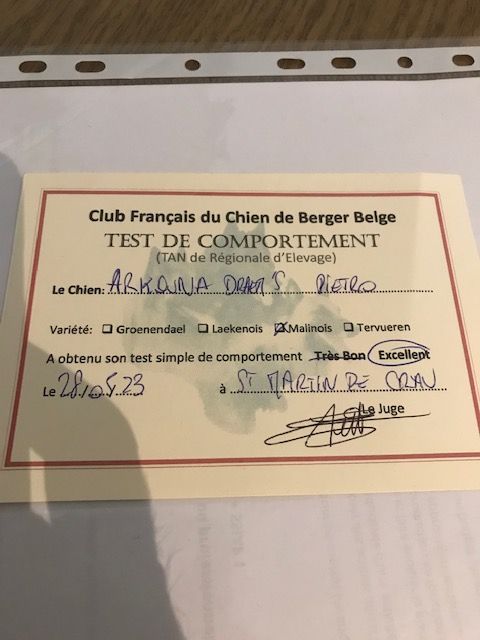 Club Français du Chien de Berger Belge
TEST DE COMPORTEMENT
(TAN de Régionale d'Elevage)
Le Chien: ARKOUNA DREAM'S PIETRO
Variété: ☐ Groenendael ☐ Laekenois ☒ Malinois ☐ Tervueren
A obtenu son test simple de comportement Très Bon Excellent
Le 28/05/23 à ST MARTIN DE CRAU
Le Juge